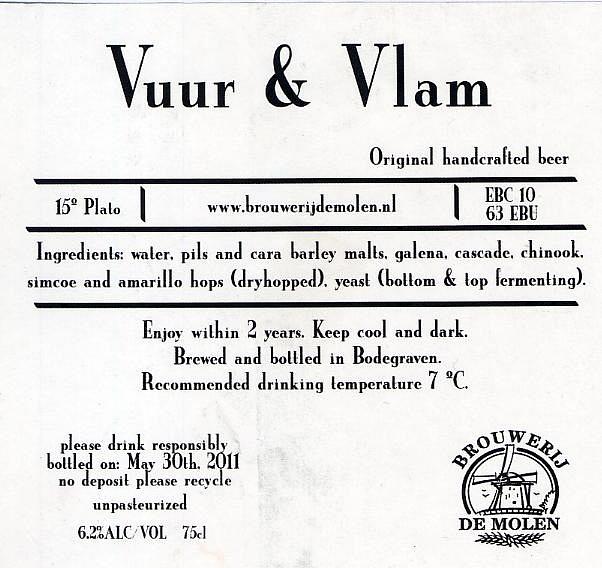 Vuur & Vlam
Original handcrafted beer
15º Plato
www.brouwerijdemolen.nl
EBC 10
63 EBU
Ingredients: water, pils and cara barley malts, galena, cascade, chinook,
simcoe and amarillo hops (dryhopped), yeast (bottom & top fermenting).
Enjoy within 2 years. Keep cool and dark.
Brewed and bottled in Bodegraven.
Recommended drinking temperature 7 ºC.
please drink responsibly
bottled on: May 30th, 2011
no deposit please recycle
unpasteurized
6.2%ALC/VOL 75cl
BROUWERIJ
DE MOLEN